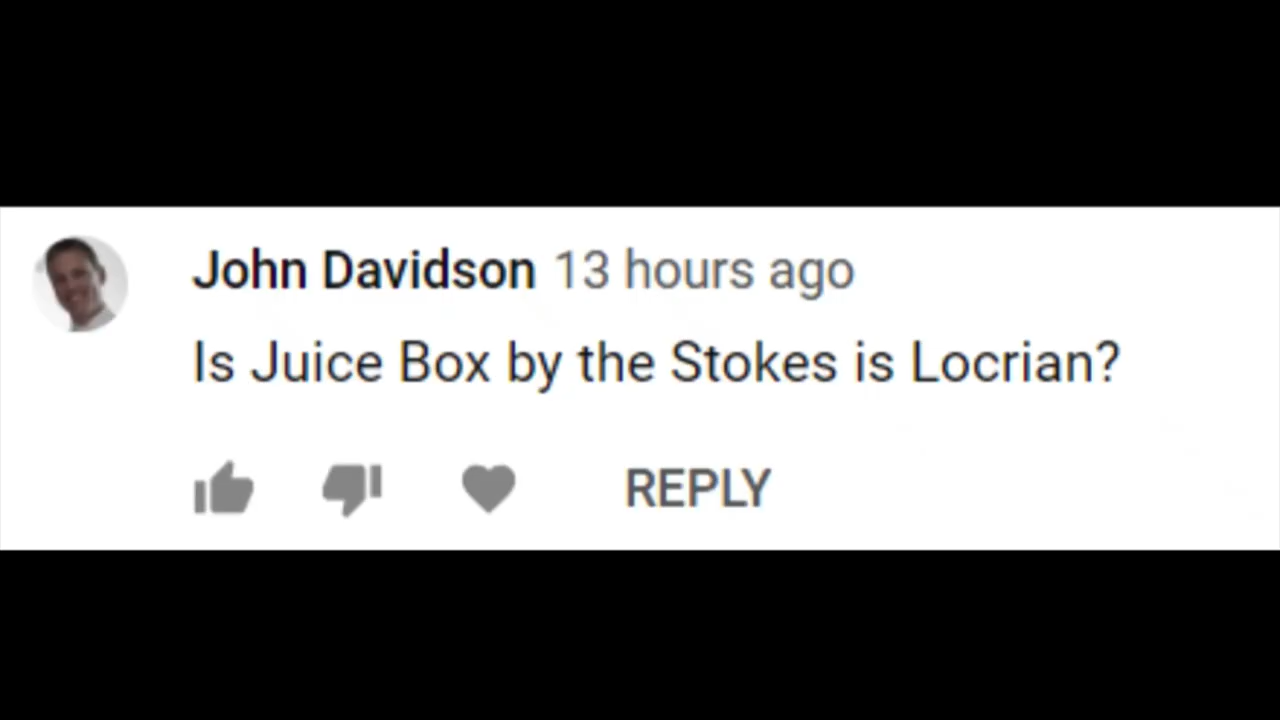 John Davidson 13 hours ago
Is Juice Box by the Stokes is Locrian?
REPLY